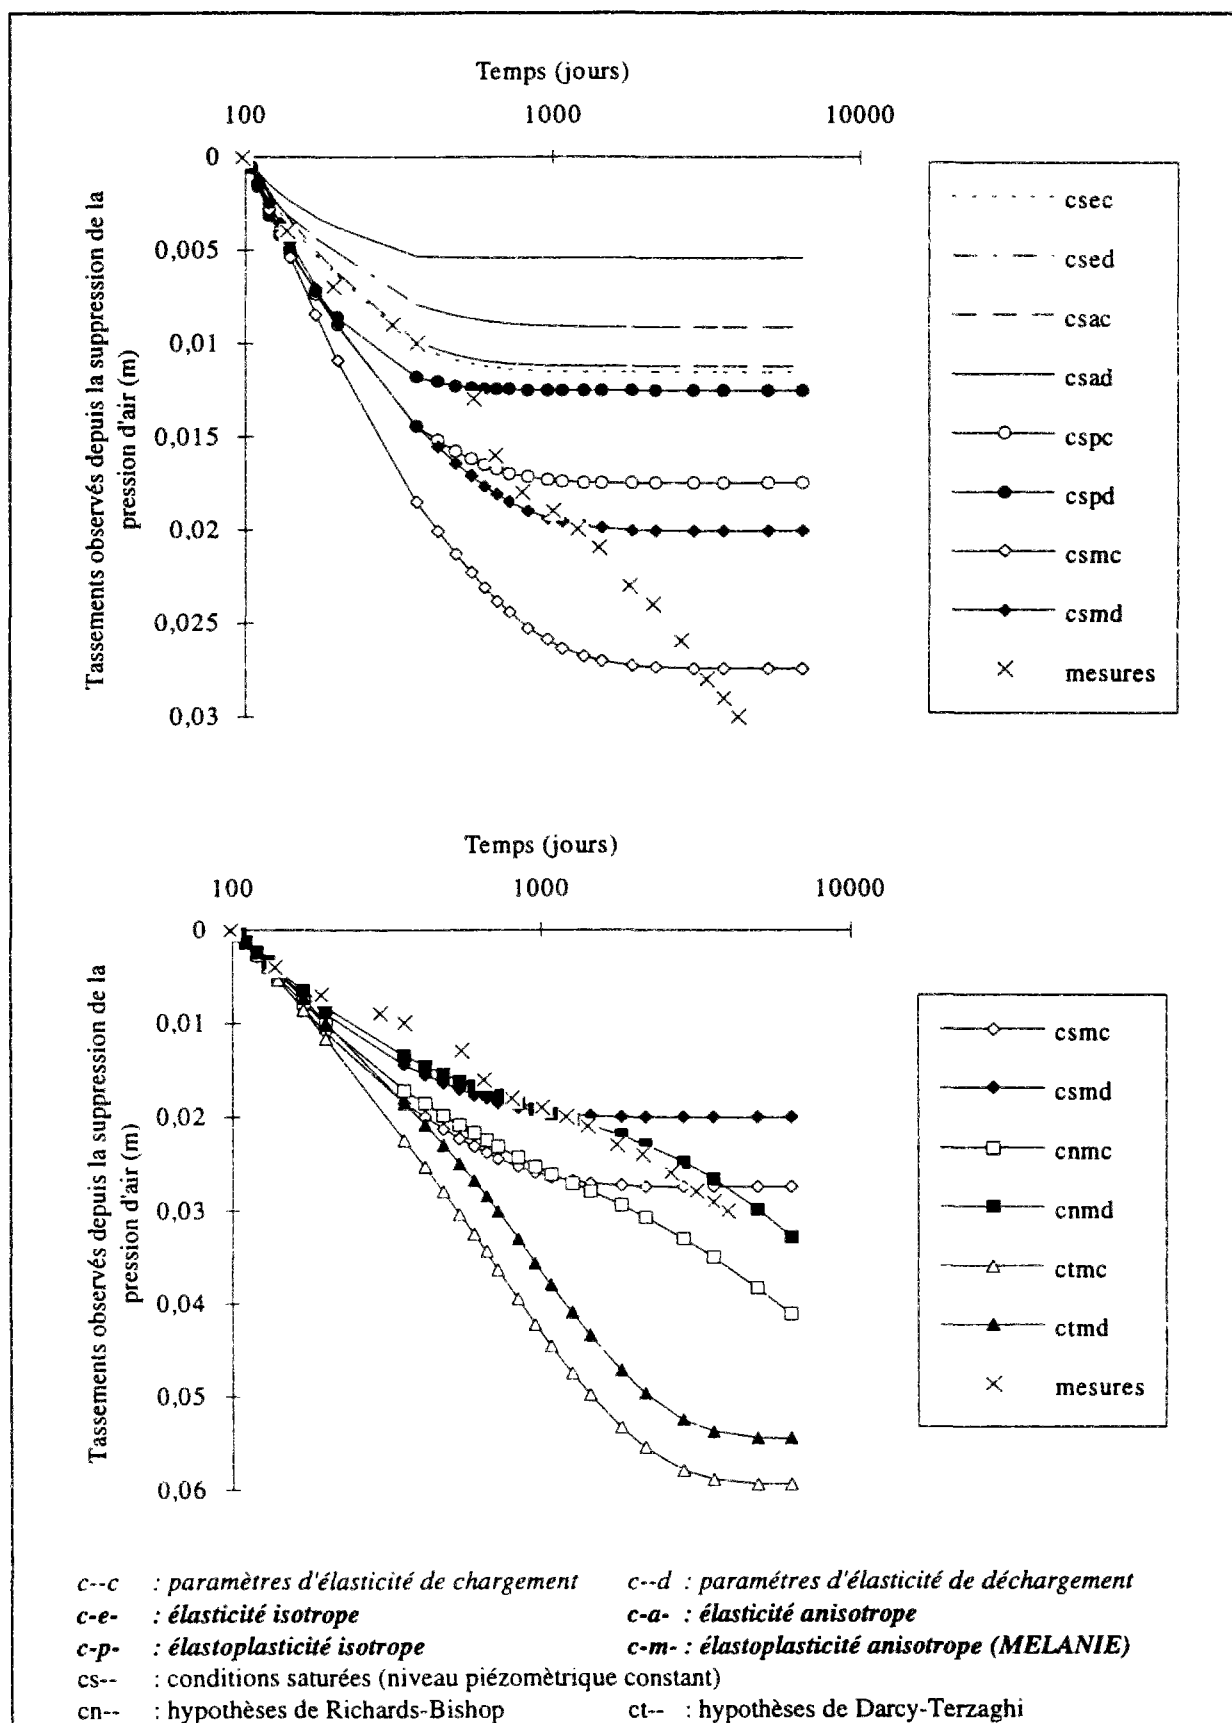 Temps (jours)
100 1000 10000
0
0,005
0,01
0,015
0,02
0,025
0,03
Tassements observés depuis la suppression de la
pression d'air (m)
csec
csed
csac
csad
cspc
cspd
csmc
csmd
mesures
Temps (jours)
100 1000 10000
0
0.01
0.02
0,03
0,04
0,05
0,06
Tassements observés depuis la suppression de la
pression d'air (m)
csmc
csmd
cnmc
cnmd
ctmc
ctmd
mesures
c--c : paramètres d'élasticité de chargement c--d : paramétres d'élasticité de déchargement
c-e- : élasticité isotrope c-a- : élasticité anisotrope
c-p- : élastoplasticité isotrope c-m- : élastoplasticité anisotrope (MELANIE)
cs-- : conditions saturées (niveau piézomètrique constant)
cn-- : hypothèses de Richards-Bishop ct-- : hypothèses de Darcy-Terzaghi